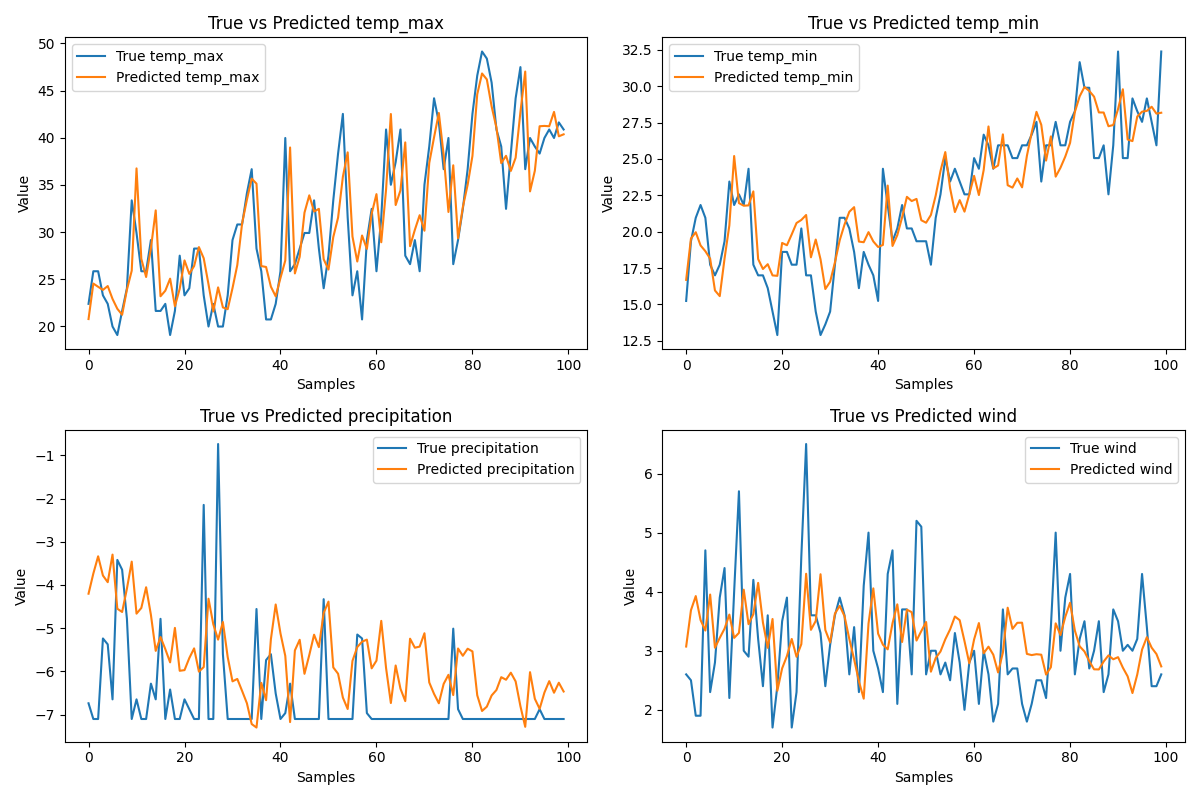 True vs Predicted temp_max
True temp_max
Predicted temp_max
Value
50
45
40
35
30
25
20
0 20 40 60 80 100
Samples
True vs Predicted temp_min
True temp_min
Predicted temp_min
Value
32.5
30.0
27.5
25.0
22.5
20.0
17.5
15.0
12.5
0 20 40 60 80 100
Samples
True vs Predicted precipitation
True precipitation
Predicted precipitation
Value
−1
−2
−3
−4
−5
−6
−7
0 20 40 60 80 100
Samples
True vs Predicted wind
True wind
Predicted wind
Value
6
5
4
3
2
0 20 40 60 80 100
Samples